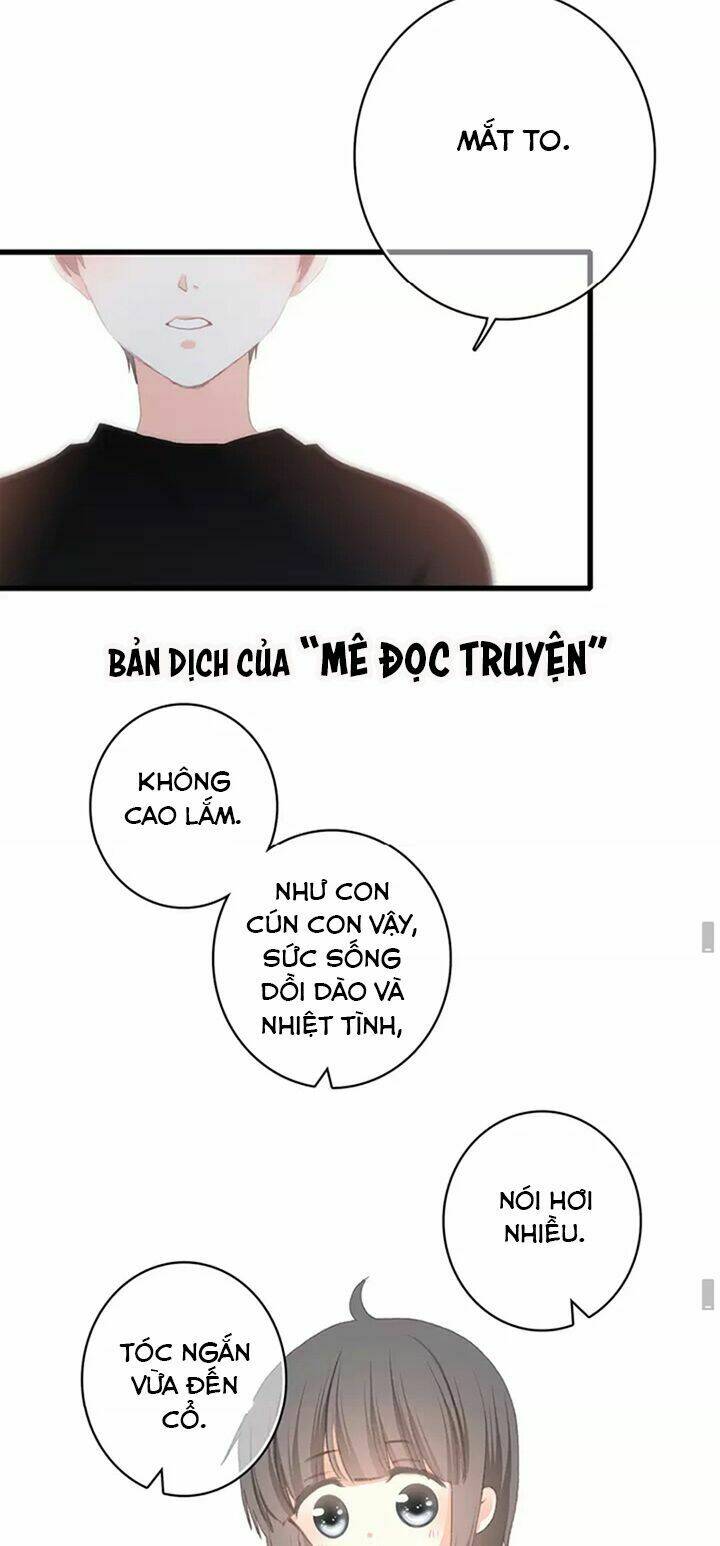 MẮT TO.
BẢN DỊCH CỦA “MÊ ĐỌC TRUYỆN”
KHÔNG
CAO LẮM.
NHƯ CON
CÚN CON VẬY,
SỨC SỐNG
DỒI DÀO VÀ
NHIỆT TÌNH,
NÓI HƠI
NHIỀU.
TÓC NGẮN
VỪA ĐẾN
CỔ.